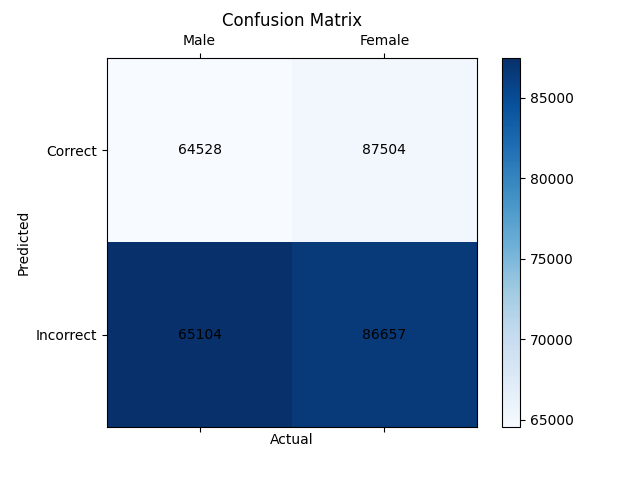 Confusion Matrix
Male Female
Correct 64528 87504
Incorrect 65104 86657
Predicted
Actual
85000
80000
75000
70000
65000